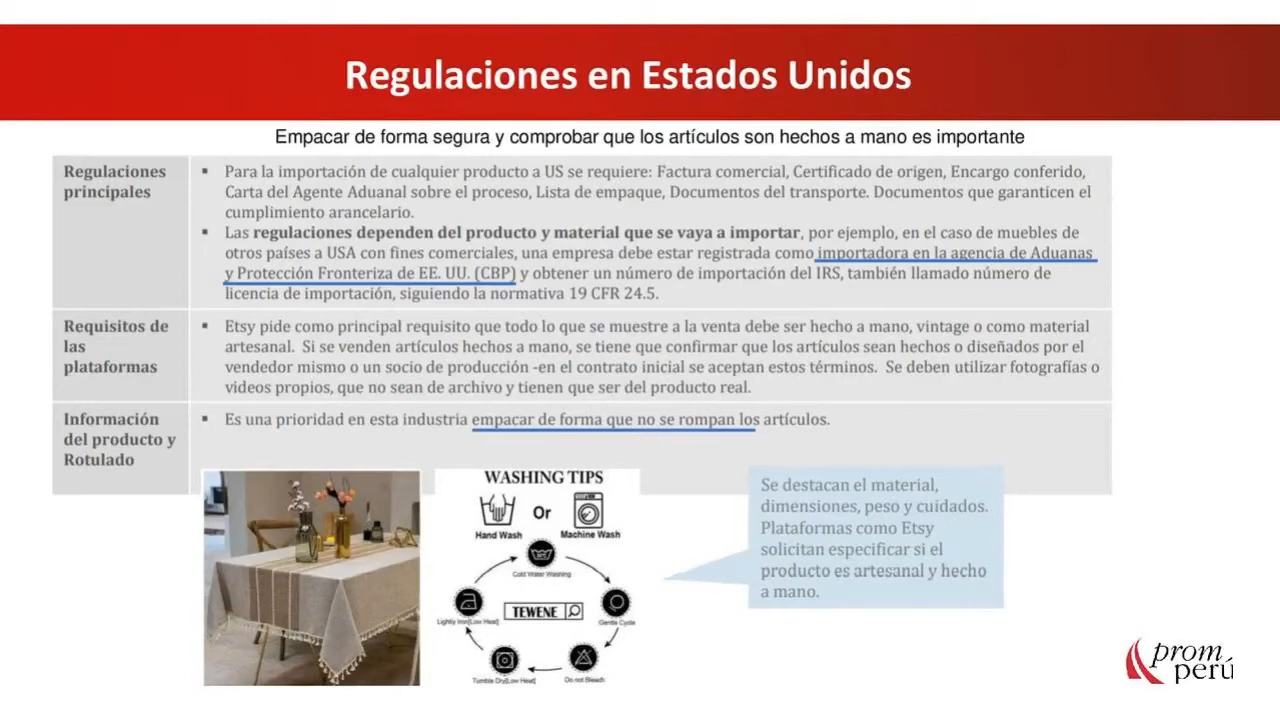 Regulaciones en Estados Unidos
Empacar de forma segura y comprobar que los artículos son hechos a mano es importante
Regulaciones
principales
▪ Para la importación de cualquier producto a US se requiere: Factura comercial, Certificado de origen, Encargo conferido,
Carta del Agente Aduanal sobre el proceso, Lista de empaque, Documentos del transporte. Documentos que garanticen el
cumplimiento arancelario.
▪ Las regulaciones dependen del producto y material que se vaya a importar, por ejemplo, en el caso de muebles de
otros países a USA con fines comerciales, una empresa debe estar registrada como importadora en la agencia de Aduanas
y Protección Fronteriza de EE. UU. (CBP) y obtener un número de importación del IRS, también llamado número de
licencia de importación, siguiendo la normativa 19 CFR 24.5.
Requisitos de
las
plataformas
▪ Etsy pide como principal requisito que todo lo que se muestre a la venta debe ser hecho a mano, vintage o como material
artesanal. Si se venden artículos hechos a mano, se tiene que confirmar que los artículos sean hechos o diseñados por el
vendedor mismo o un socio de producción -en el contrato inicial se aceptan estos términos. Se deben utilizar fotografías o
videos propios, que no sean de archivo y tienen que ser del producto real.
Información
del producto y
Rotulado
▪ Es una prioridad en esta industria empacar de forma que no se rompan los artículos.
WASHING TIPS
Or
Hand Wash
Machine Wash
Cold Water Washing
Lightly Iron[Low Heat]
TEWENE
Gentle Cycle
Tumble Dry[Low Heat]
Do not Bleach
Se destacan el material,
dimensiones, peso y cuidados.
Plataformas como Etsy
solicitan especificar si el
producto es artesanal y hecho
a mano.
prom
perú